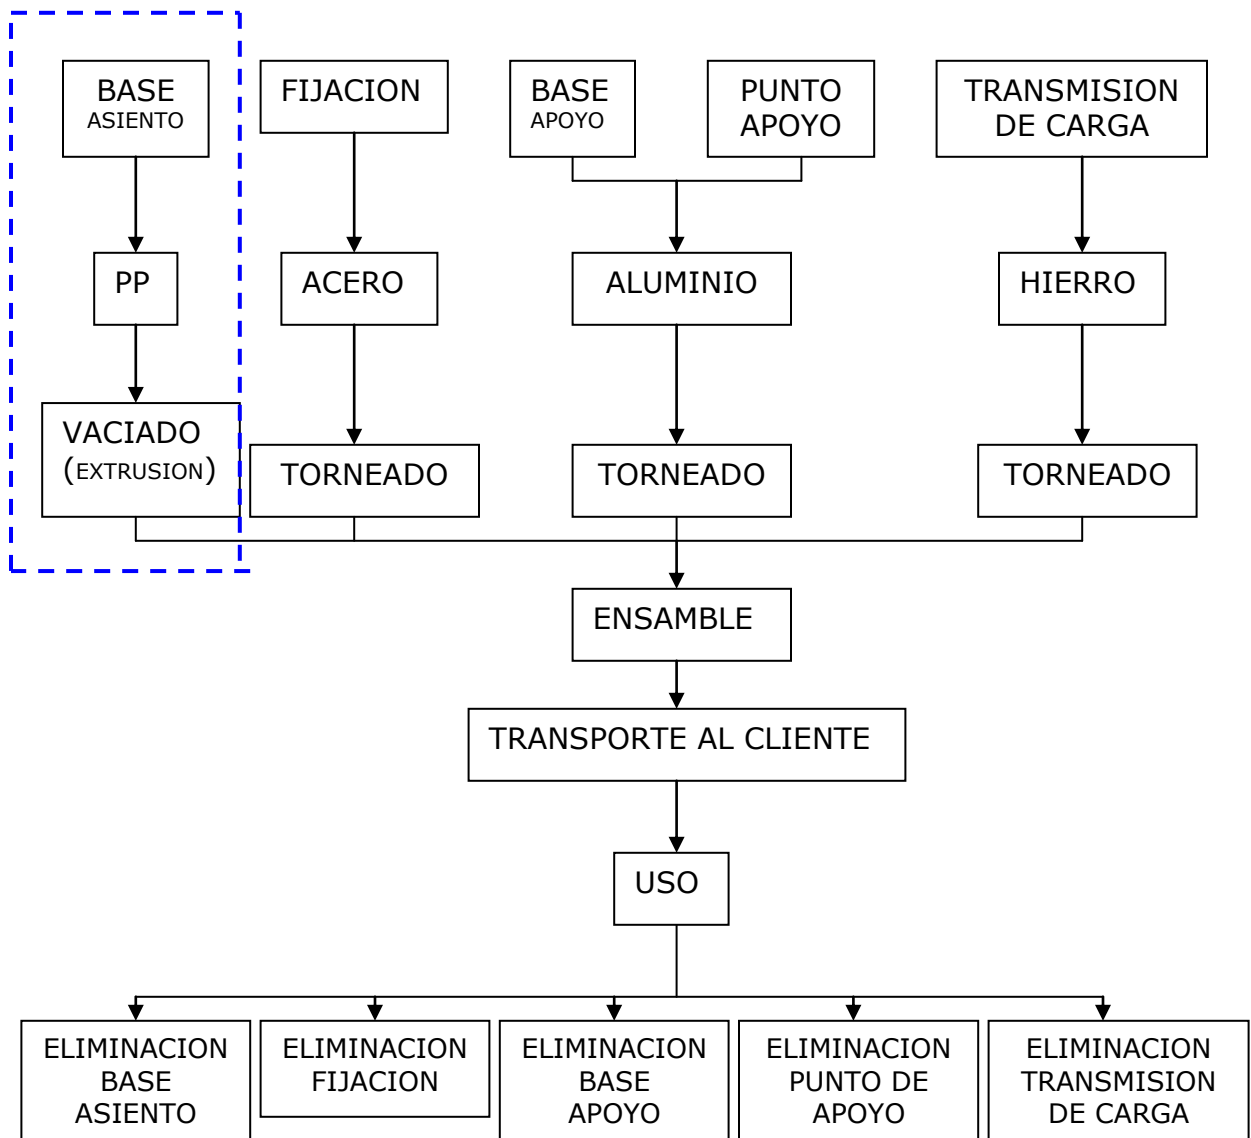 BASE
ASIENTO
FIJACION
BASE
APOYO
PUNTO
APOYO
TRANSMISION
DE CARGA
PP
ACERO
ALUMINIO
HIERRO
VACIADO
(EXTRUSION)
TORNEADO
TORNEADO
TORNEADO
ENSAMBLE
TRANSPORTE AL CLIENTE
USO
ELIMINACION
BASE
ASIENTO
ELIMINACION
FIJACION
ELIMINACION
BASE
APOYO
ELIMINACION
PUNTO DE
APOYO
ELIMINACION
TRANSMISION
DE CARGA